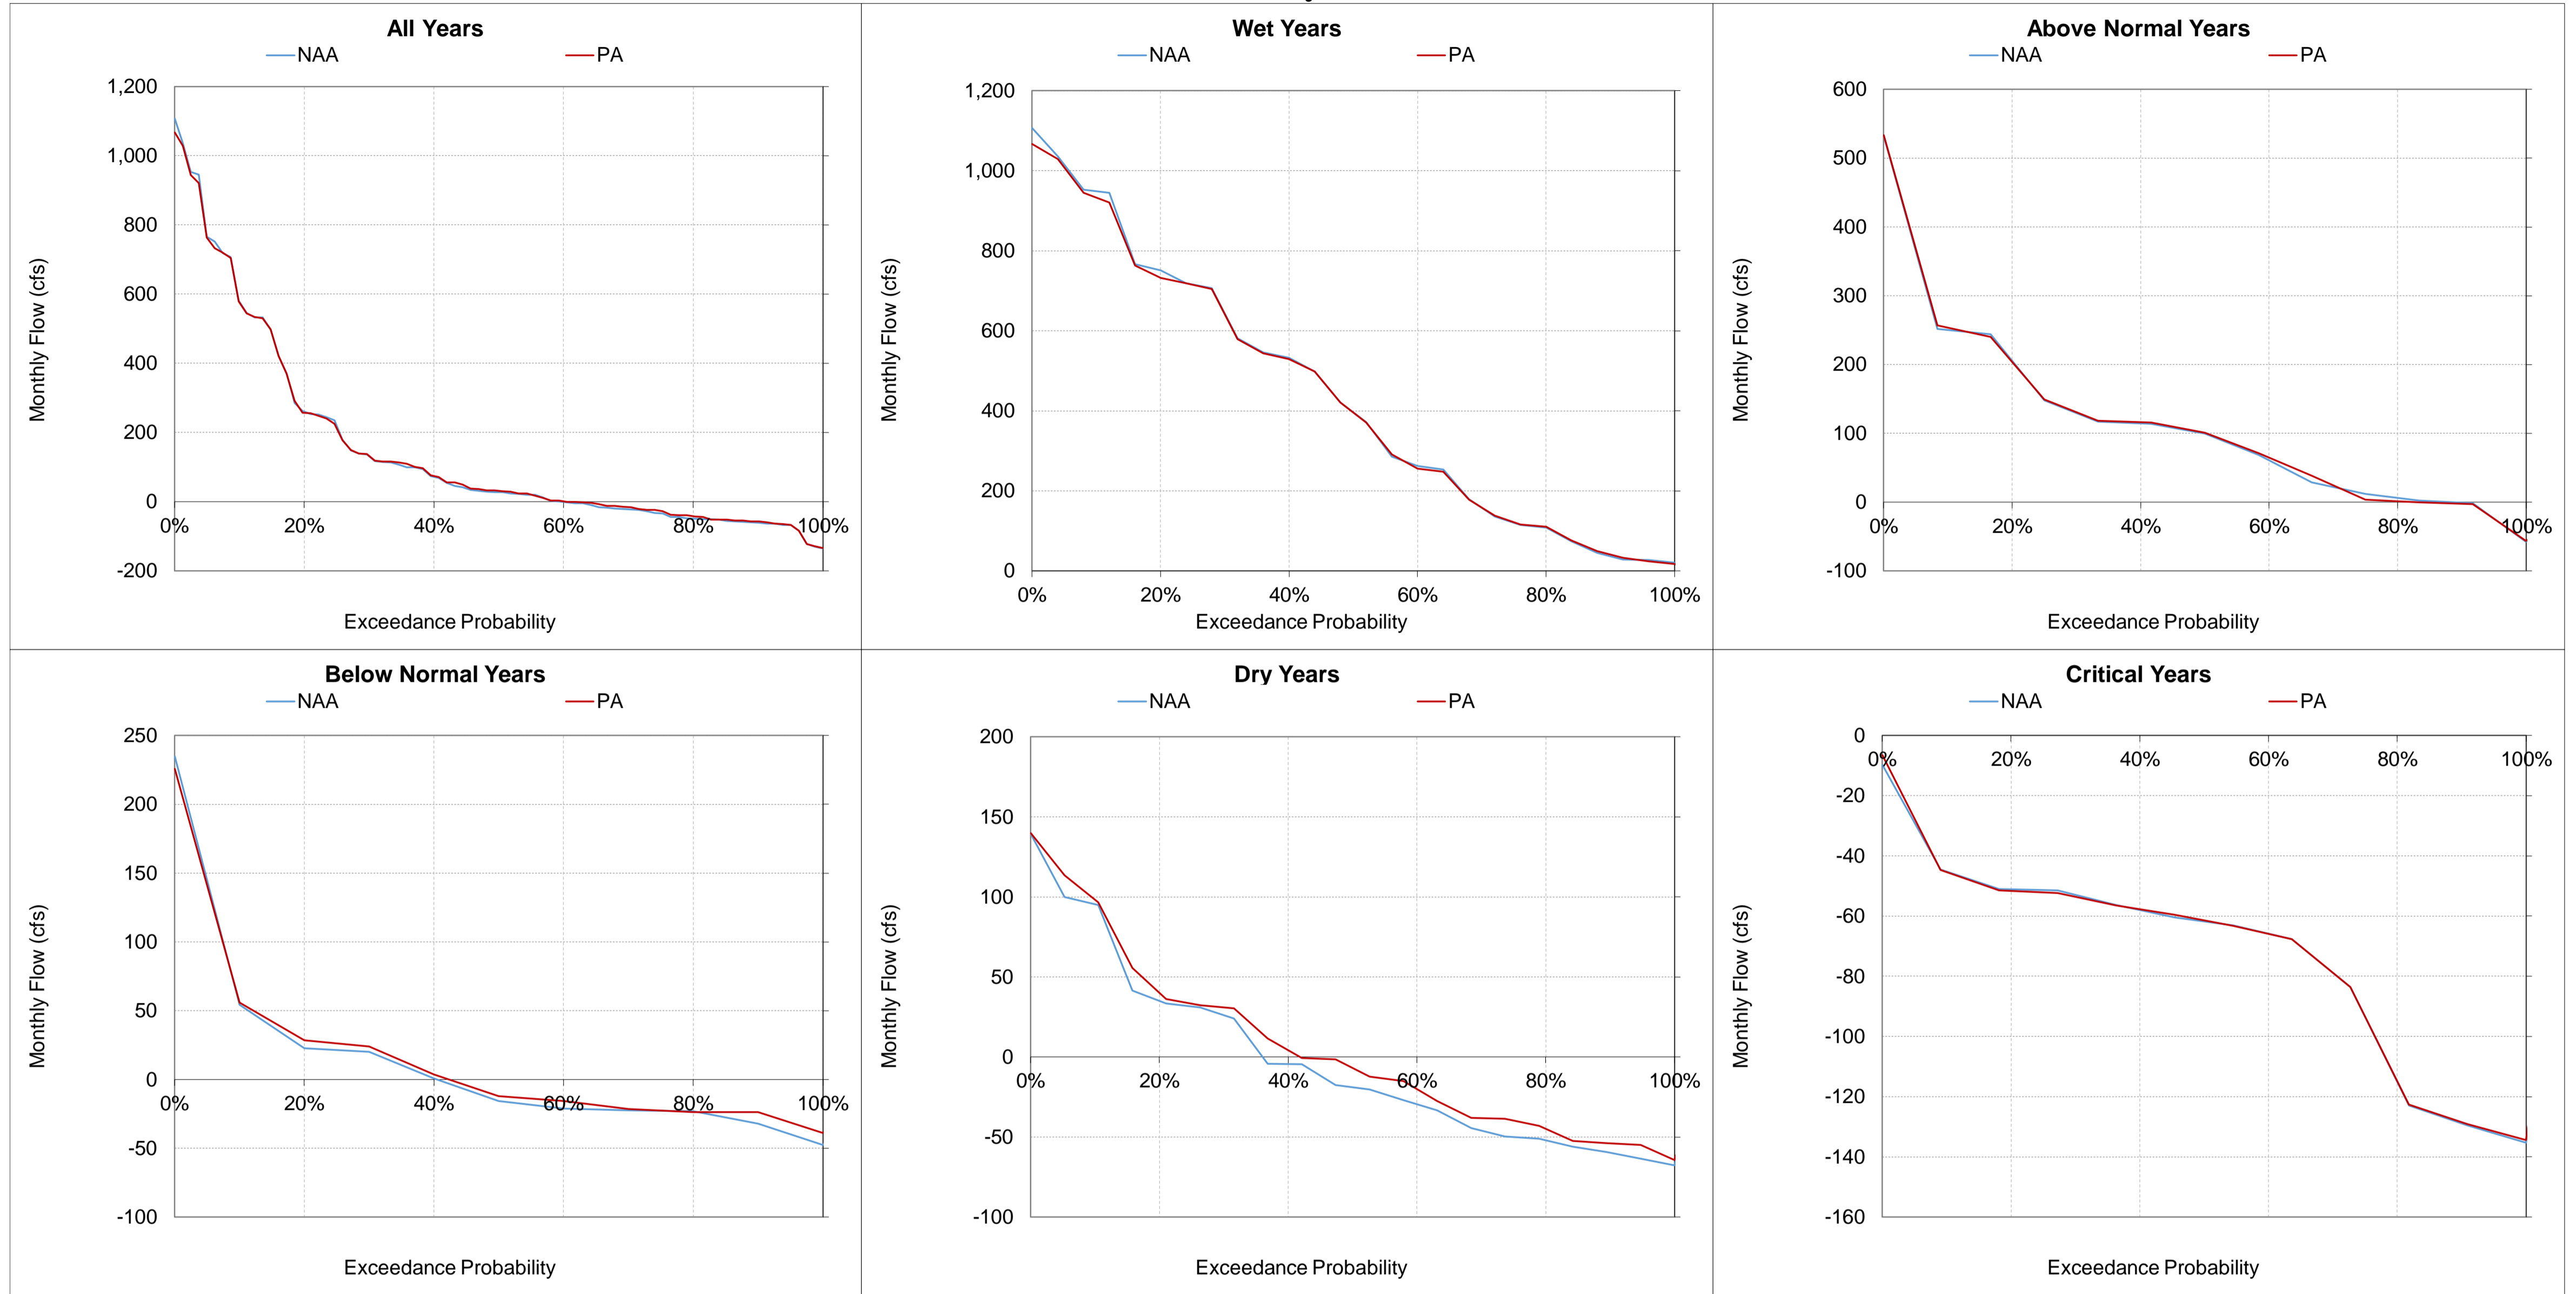 All Years
NAA PA
1,200
1,000
800
600
400
200
0
-200
0% 20% 40% 60% 80% 100%
Monthly Flow (cfs)
Exceedance Probability
Wet Years
NAA PA
1,200
1,000
800
600
400
200
0
0% 20% 40% 60% 80% 100%
Monthly Flow (cfs)
Exceedance Probability
Above Normal Years
NAA PA
600
500
400
300
200
100
0
-100
0% 20% 40% 60% 80% 100%
Monthly Flow (cfs)
Exceedance Probability
Below Normal Years
NAA PA
250
200
150
100
50
0
-50
-100
0% 20% 40% 60% 80% 100%
Monthly Flow (cfs)
Exceedance Probability
Dry Years
NAA PA
200
150
100
50
0
-50
-100
0% 20% 40% 60% 80% 100%
Monthly Flow (cfs)
Exceedance Probability
Critical Years
NAA PA
0
-20
-40
-60
-80
-100
-120
-140
-160
0% 20% 40% 60% 80% 100%
Monthly Flow (cfs)
Exceedance Probability